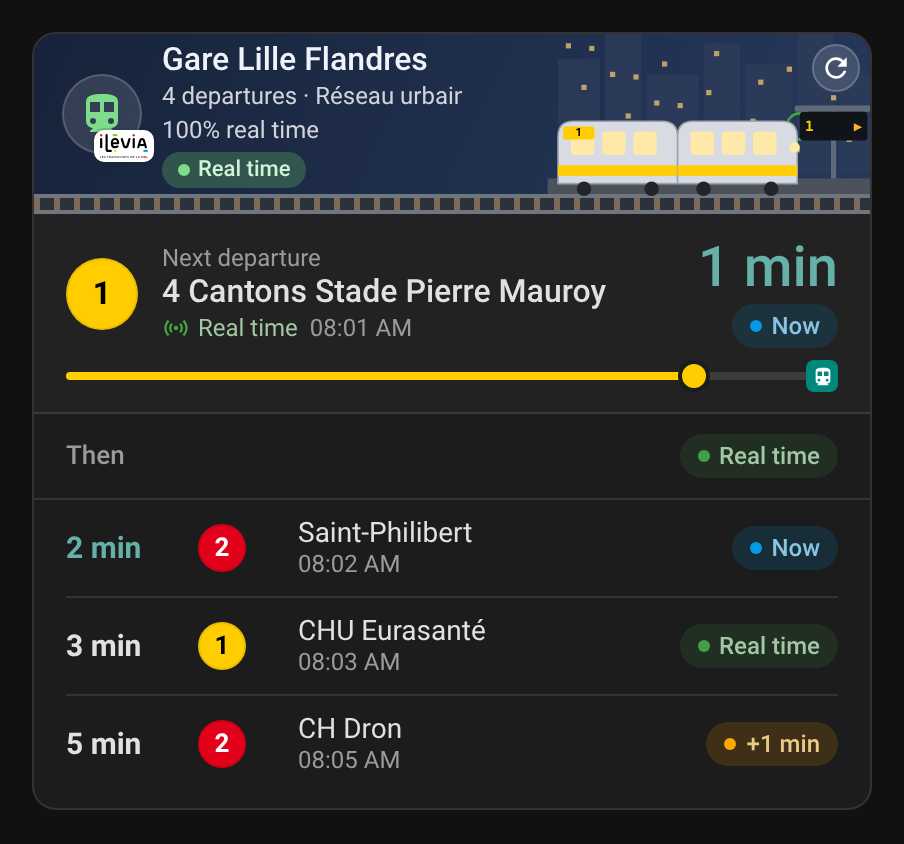 Gare Lille Flandres
4 departures · Réseau urbair
100% real time
ilévia
Real time
1
1
Next departure
1
4 Cantons Stade Pierre Mauroy
1 min
Real time 08:01 AM
Now
Then
Real time
2 min
2
Saint-Philibert
08:02 AM
Now
3 min
1
CHU Eurasanté
08:03 AM
Real time
5 min
2
CH Dron
08:05 AM
+1 min